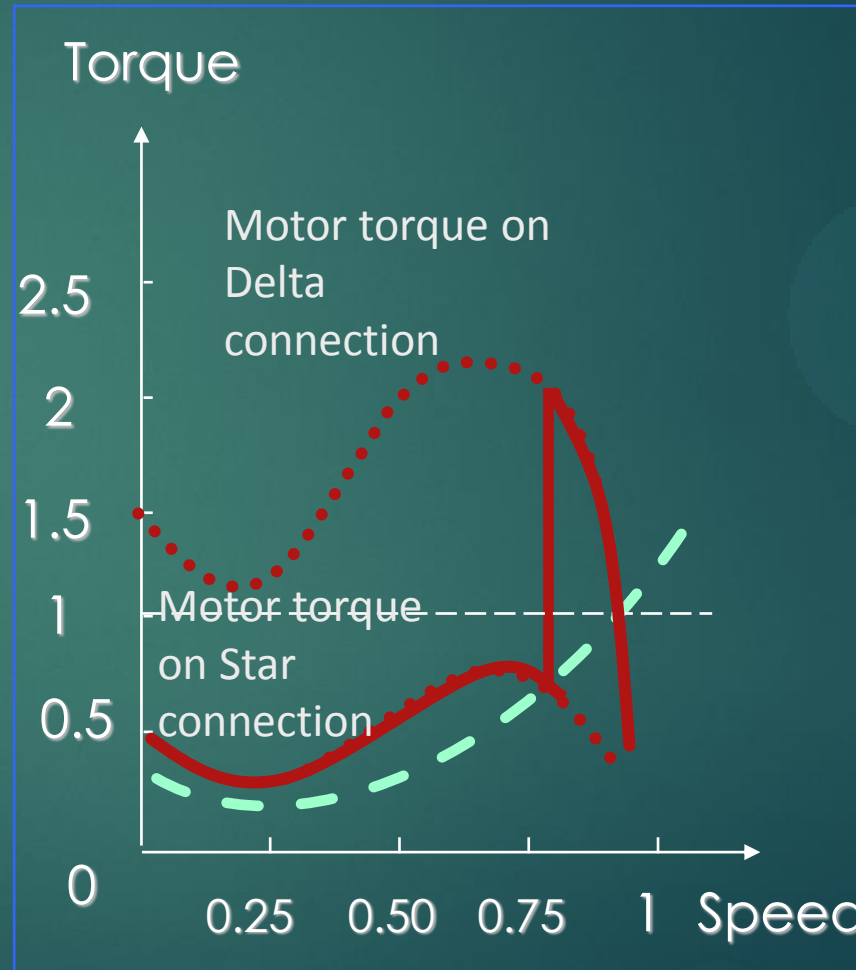 Torque
Motor torque on
Delta
connection
2.5
2
1.5
1
Motor torque
on Star
connection
0.5
0
0.25 0.50 0.75 1 Speed